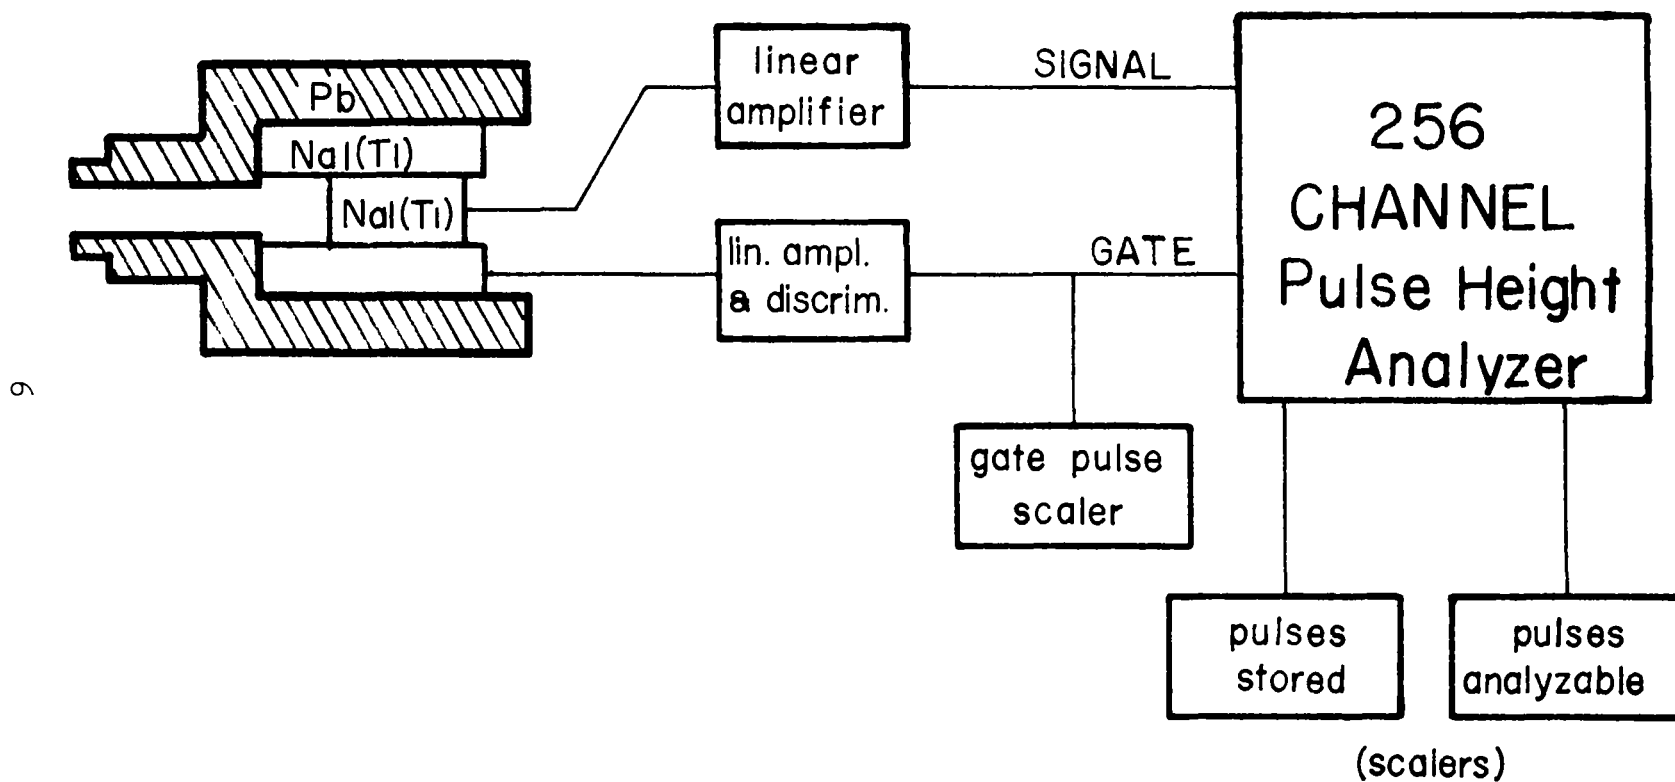 Pb
NaI(Tl)
NaI(Tl)
linear
amplifier
SIGNAL
lin. ampl.
& discrim.
GATE
256
CHANNEL
Pulse Height
Analyzer
gate pulse
scaler
pulses
stored
pulses
analyzable
(scalers)
6